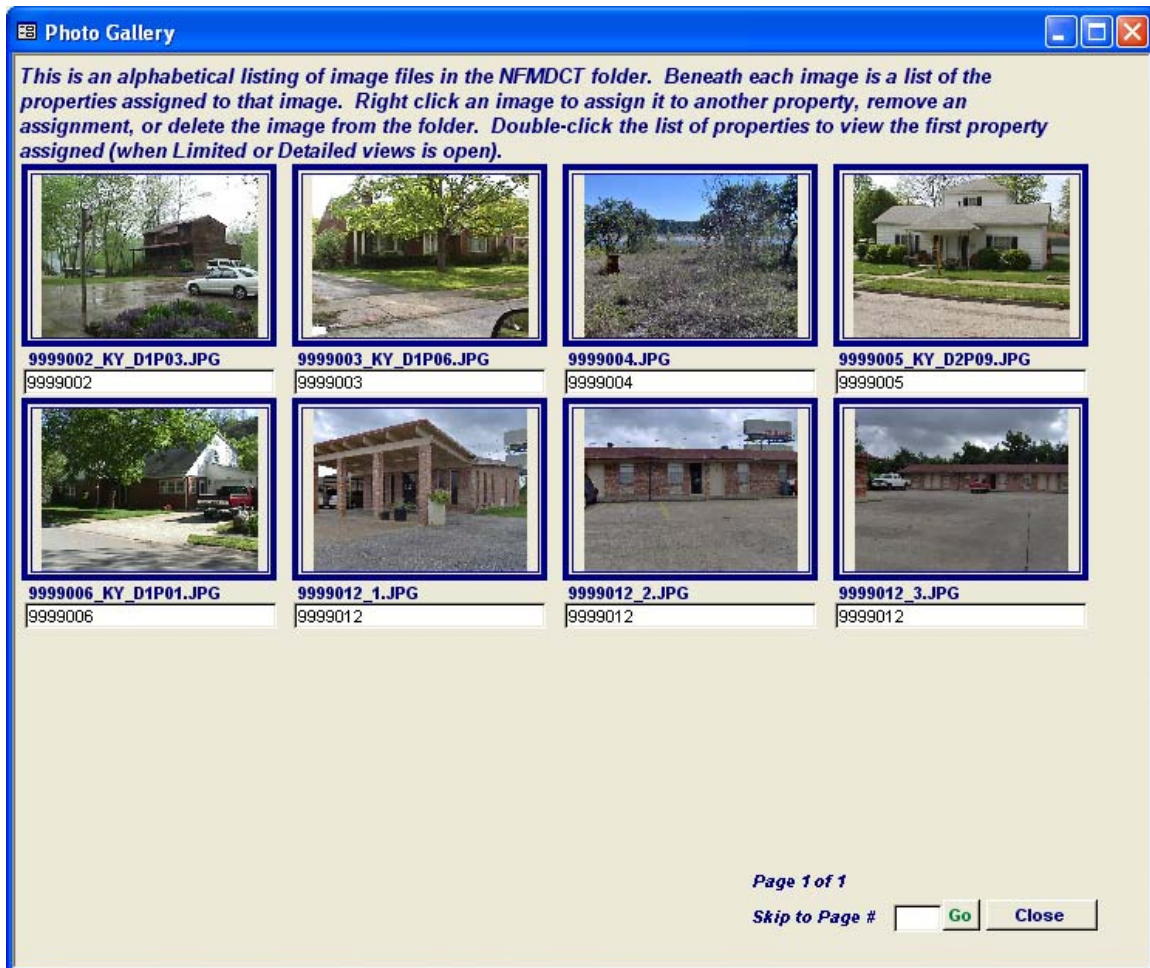 Photo Gallery
This is an alphabetical listing of image files in the NFMDCT folder.  Beneath each image is a list of the
properties assigned to that image.  Right click an image to assign it to another property, remove an
assignment, or delete the image from the folder.  Double-click the list of properties to view the first property
assigned (when Limited or Detailed views is open).
9999002_KY_D1P03.JPG 9999003_KY_D1P06.JPG 9999004.JPG 9999005_KY_D2P09.JPG
9999002 9999003 9999004 9999005
9999006_KY_D1P01.JPG 9999012_1.JPG 9999012_2.JPG 9999012_3.JPG
9999006 9999012 9999012 9999012
Page 1 of 1
Skip to Page # Go Close